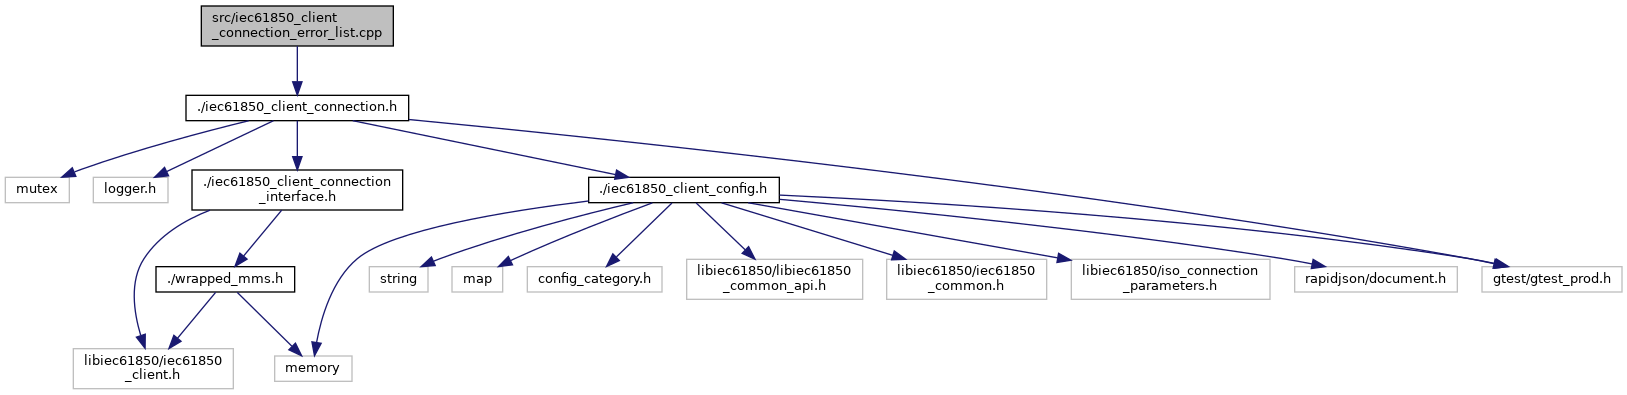 src/iec61850_client
_connection_error_list.cpp
./iec61850_client_connection.h
mutex
logger.h
./iec61850_client_connection
_interface.h
./iec61850_client_config.h
./wrapped_mms.h
string
map
config_category.h
libiec61850/libiec61850
_common_api.h
libiec61850/iec61850
_common.h
libiec61850/iso_connection
_parameters.h
rapidjson/document.h
gtest/gtest_prod.h
libiec61850/iec61850
_client.h
memory